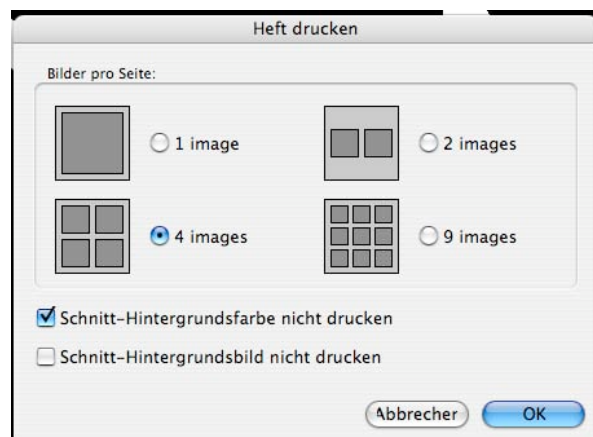 Heft drucken
Bilder pro Seite:
1 image
2 images
4 images
9 images
Schnitt-Hintergrundsfarbe nicht drucken
Schnitt-Hintergrundsbild nicht drucken
Abbrecher
OK